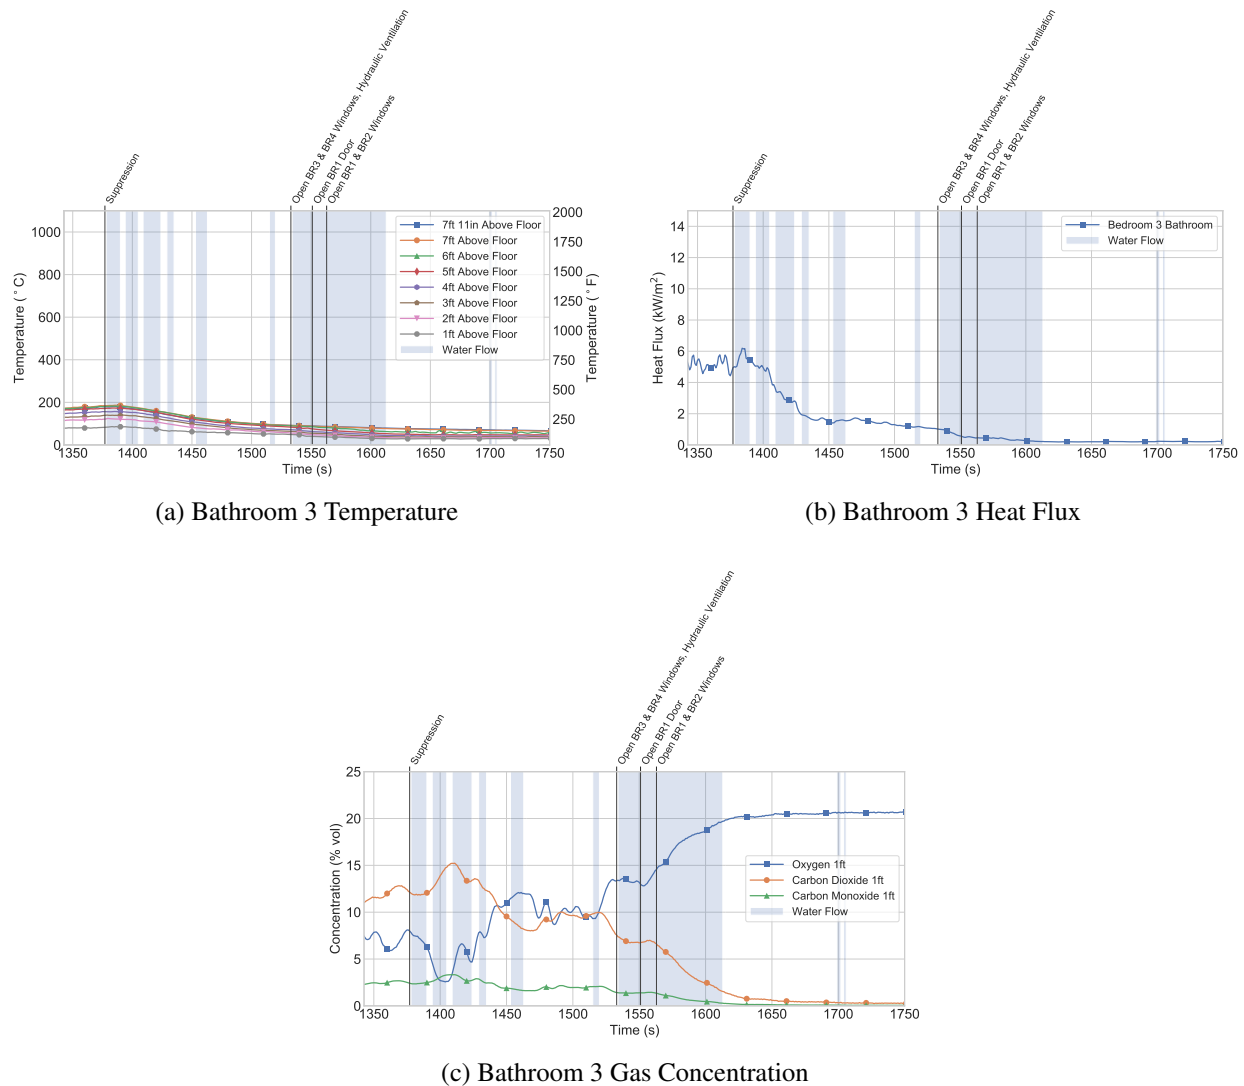 Suppression
Open BR3 & BR4 Windows, Hydraulic Ventilation
Open BR1 Door
Open BR1 & BR2 Windows
1000
800
600
400
200
0
Temperature (°C)
2000
1750
1500
1250
1000
750
500
250
Temperature (°F)
7ft 11in Above Floor
7ft Above Floor
6ft Above Floor
5ft Above Floor
4ft Above Floor
3ft Above Floor
2ft Above Floor
1ft Above Floor
Water Flow
1350 1400 1450 1500 1550 1600 1650 1700 1750
Time (s)
(a) Bathroom 3 Temperature
Suppression
Open BR3 & BR4 Windows, Hydraulic Ventilation
Open BR1 Door
Open BR1 & BR2 Windows
14
12
10
8
6
4
2
0
Heat Flux (kW/m²)
Bedroom 3 Bathroom
Water Flow
1350 1400 1450 1500 1550 1600 1650 1700 1750
Time (s)
(b) Bathroom 3 Heat Flux
Suppression
Open BR3 & BR4 Windows, Hydraulic Ventilation
Open BR1 Door
Open BR1 & BR2 Windows
25
20
15
10
5
0
Concentration (% vol)
Oxygen 1ft
Carbon Dioxide 1ft
Carbon Monoxide 1ft
Water Flow
1350 1400 1450 1500 1550 1600 1650 1700 1750
Time (s)
(c) Bathroom 3 Gas Concentration